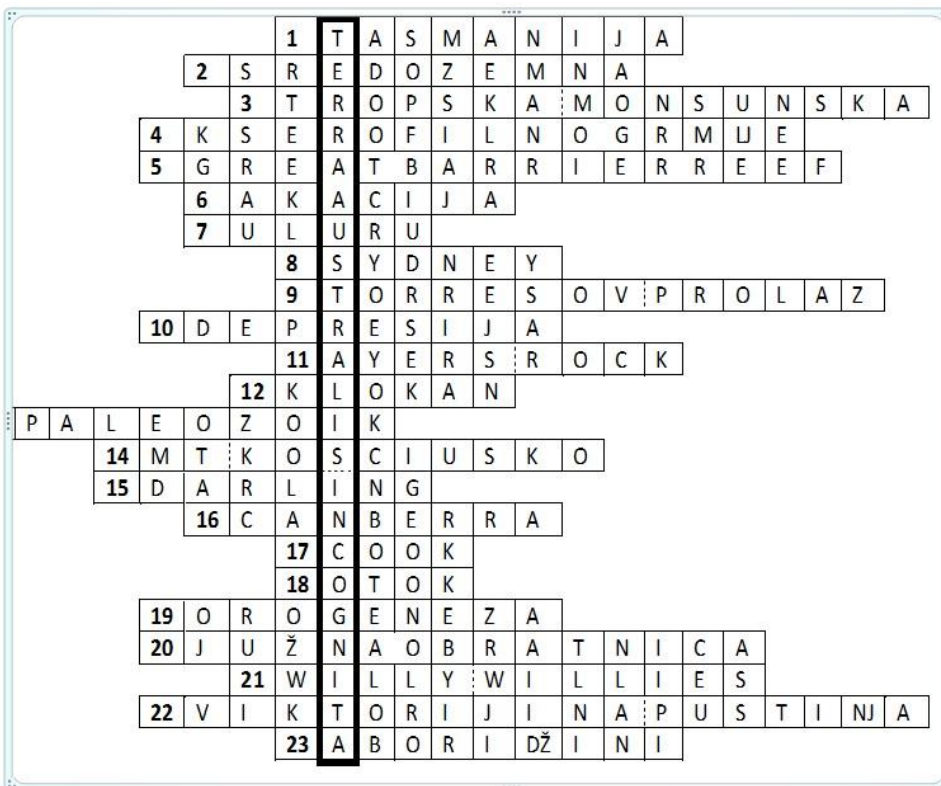 1 T A S M A N I J A
2 S R E D O Z E M N A
3 T R O P S K A M O N S U N S K A
4 K S E R O F I L N O G R M LJ E
5 G R E A T B A R R I E R R E E F
6 A K A C I J A
7 U L U R U
8 S Y D N E Y
9 T O R R E S O V P R O L A Z
10 D E P R E S I J A
11 A Y E R S R O C K
12 K L O K A N
P A L E O Z O I K
14 M T K O S C I U S K O
15 D A R L I N G
16 C A N B E R R A
17 C O O K
18 O T O K
19 O R O G E N E Z A
20 J U Ž N A O B R A T N I C A
21 W I L L Y W I L L I E S
22 V I K T O R I J I N A P U S T I NJ A
23 A B O R I DŽ I N I